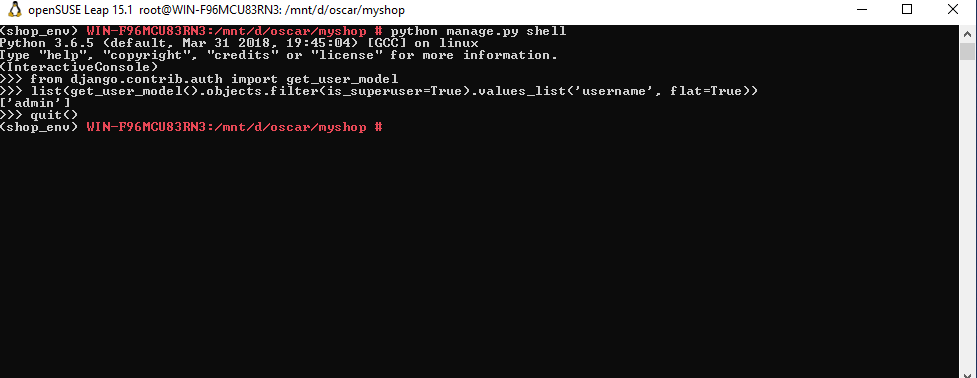 openSUSE Leap 15.1 root@WIN-F96MCU83RN3: /mnt/d/oscar/myshop
(shop_env) WIN-F96MCU83RN3:/mnt/d/oscar/myshop # python manage.py shell
Python 3.6.5 (default, Mar 31 2018, 19:45:04) [GCC] on linux
Type "help", "copyright", "credits" or "license" for more information.
(InteractiveConsole)
>>> from django.contrib.auth import get_user_model
>>> list(get_user_model().objects.filter(is_superuser=True).values_list('username', flat=True))
['admin']
>>> quit()
(shop_env) WIN-F96MCU83RN3:/mnt/d/oscar/myshop #